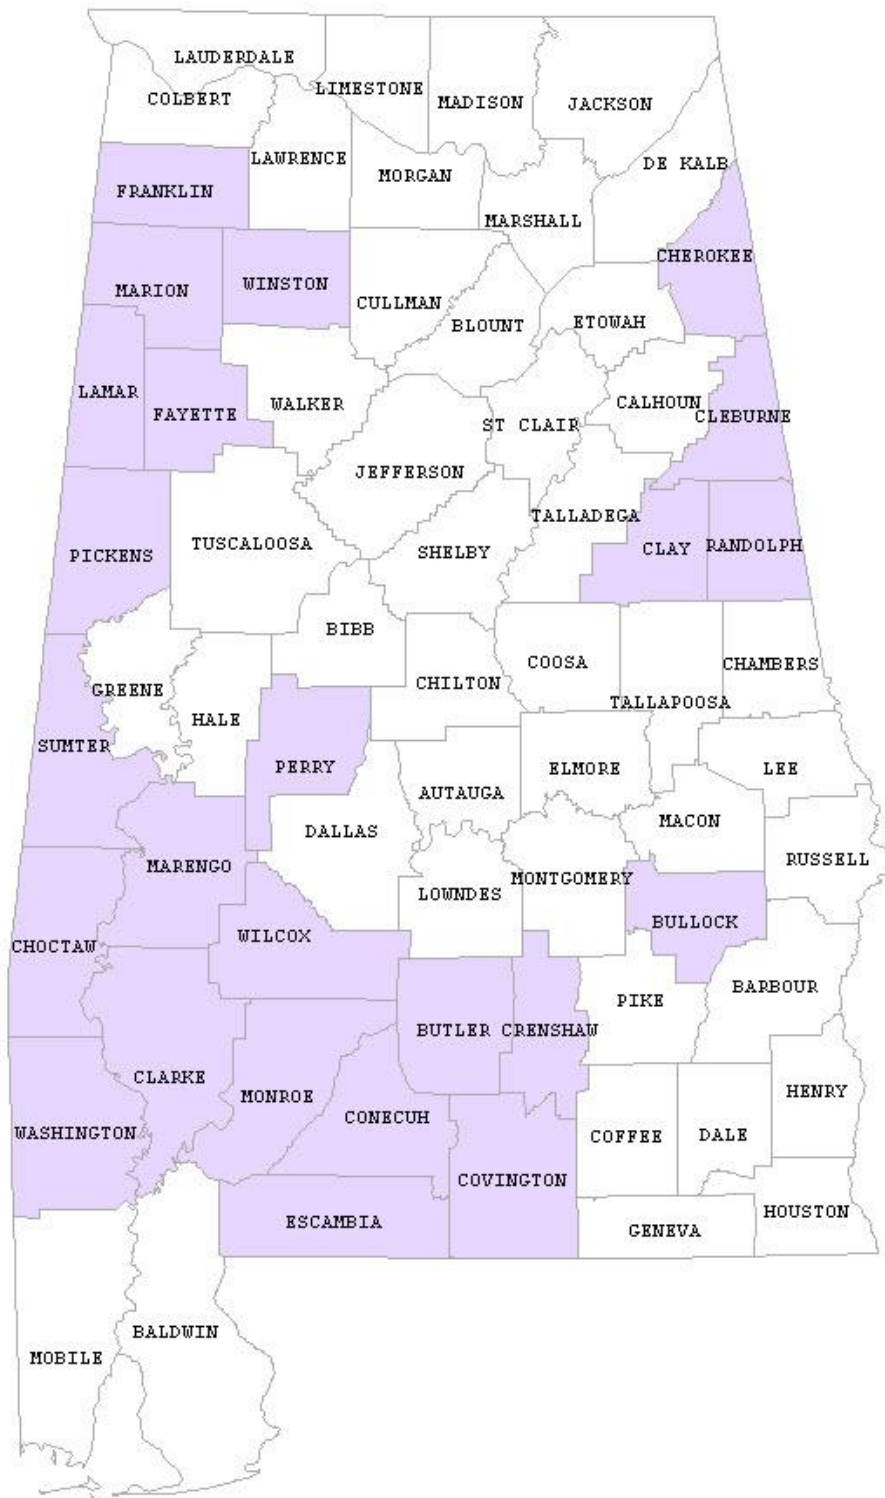 LAUDERDALE
LIMESTONE
COLBERT
MADISON
JACKSON
LAWRENCE
DE KALB
MORGAN
FRANKLIN
MARSHALL
CHEROKEE
WINSTON
MARION
CULLMAN
BLOUNT
ETOWAH
LAMAR
CALHOUN
WALKER
FAYETTE
CLEBURNE
ST CLAIR
JEFFERSON
TALLADEGA
TUSCALOOSA
CLAY
RANDOLPH
PICKENS
SHELBY
BIBB
COOSA
CHAMBERS
CHILTON
GREENE
TALLAPOOSA
HALE
SUMTER
PERRY
ELMORE
LEE
AUTAUGA
MACON
DALLAS
RUSSELL
MARENGO
MONTGOMERY
LOWNDES
BULLOCK
WILCOX
CHOCTAW
BARBOUR
PIKE
BUTLER
CRENSHAW
CLARKE
HENRY
MONROE
CONECUH
WASHINGTON
COFFEE
DALE
COVINGTON
HOUSTON
ESCAMBIA
GENEVA
BALDWIN
MOBILE